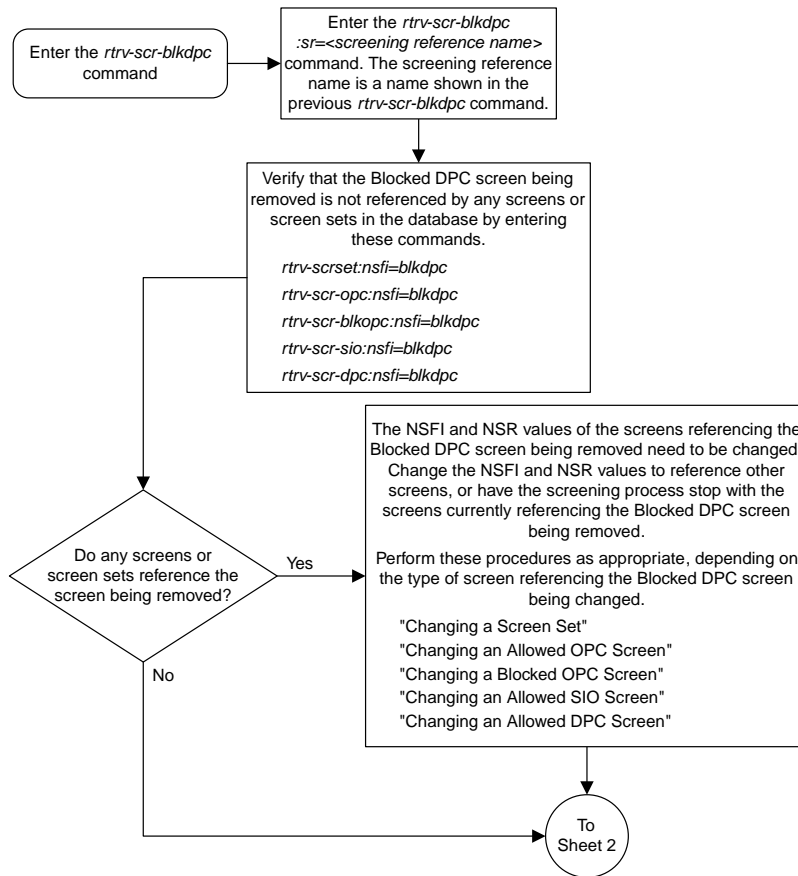 Enter the rtrv-scr-blkdpc
command
Enter the rtrv-scr-blkdpc
:sr=<screening reference name>
command. The screening reference
name is a name shown in the
previous rtrv-scr-blkdpc command.
Verify that the Blocked DPC screen being
removed is not referenced by any screens or
screen sets in the database by entering
these commands.
rtrv-scrset:nsfi=blkdpc
rtrv-scr-opc:nsfi=blkdpc
rtrv-scr-blkopc:nsfi=blkdpc
rtrv-scr-sio:nsfi=blkdpc
rtrv-scr-dpc:nsfi=blkdpc
Do any screens or
screen sets reference the
screen being removed?
Yes
No
The NSFI and NSR values of the screens referencing the
Blocked DPC screen being removed need to be changed
Change the NSFI and NSR values to reference other
screens, or have the screening process stop with the
screens currently referencing the Blocked DPC screen
being removed.
Perform these procedures as appropriate, depending on
the type of screen referencing the Blocked DPC screen
being changed.
"Changing a Screen Set"
"Changing an Allowed OPC Screen"
"Changing a Blocked OPC Screen"
"Changing an Allowed SIO Screen"
"Changing an Allowed DPC Screen"
To
Sheet 2